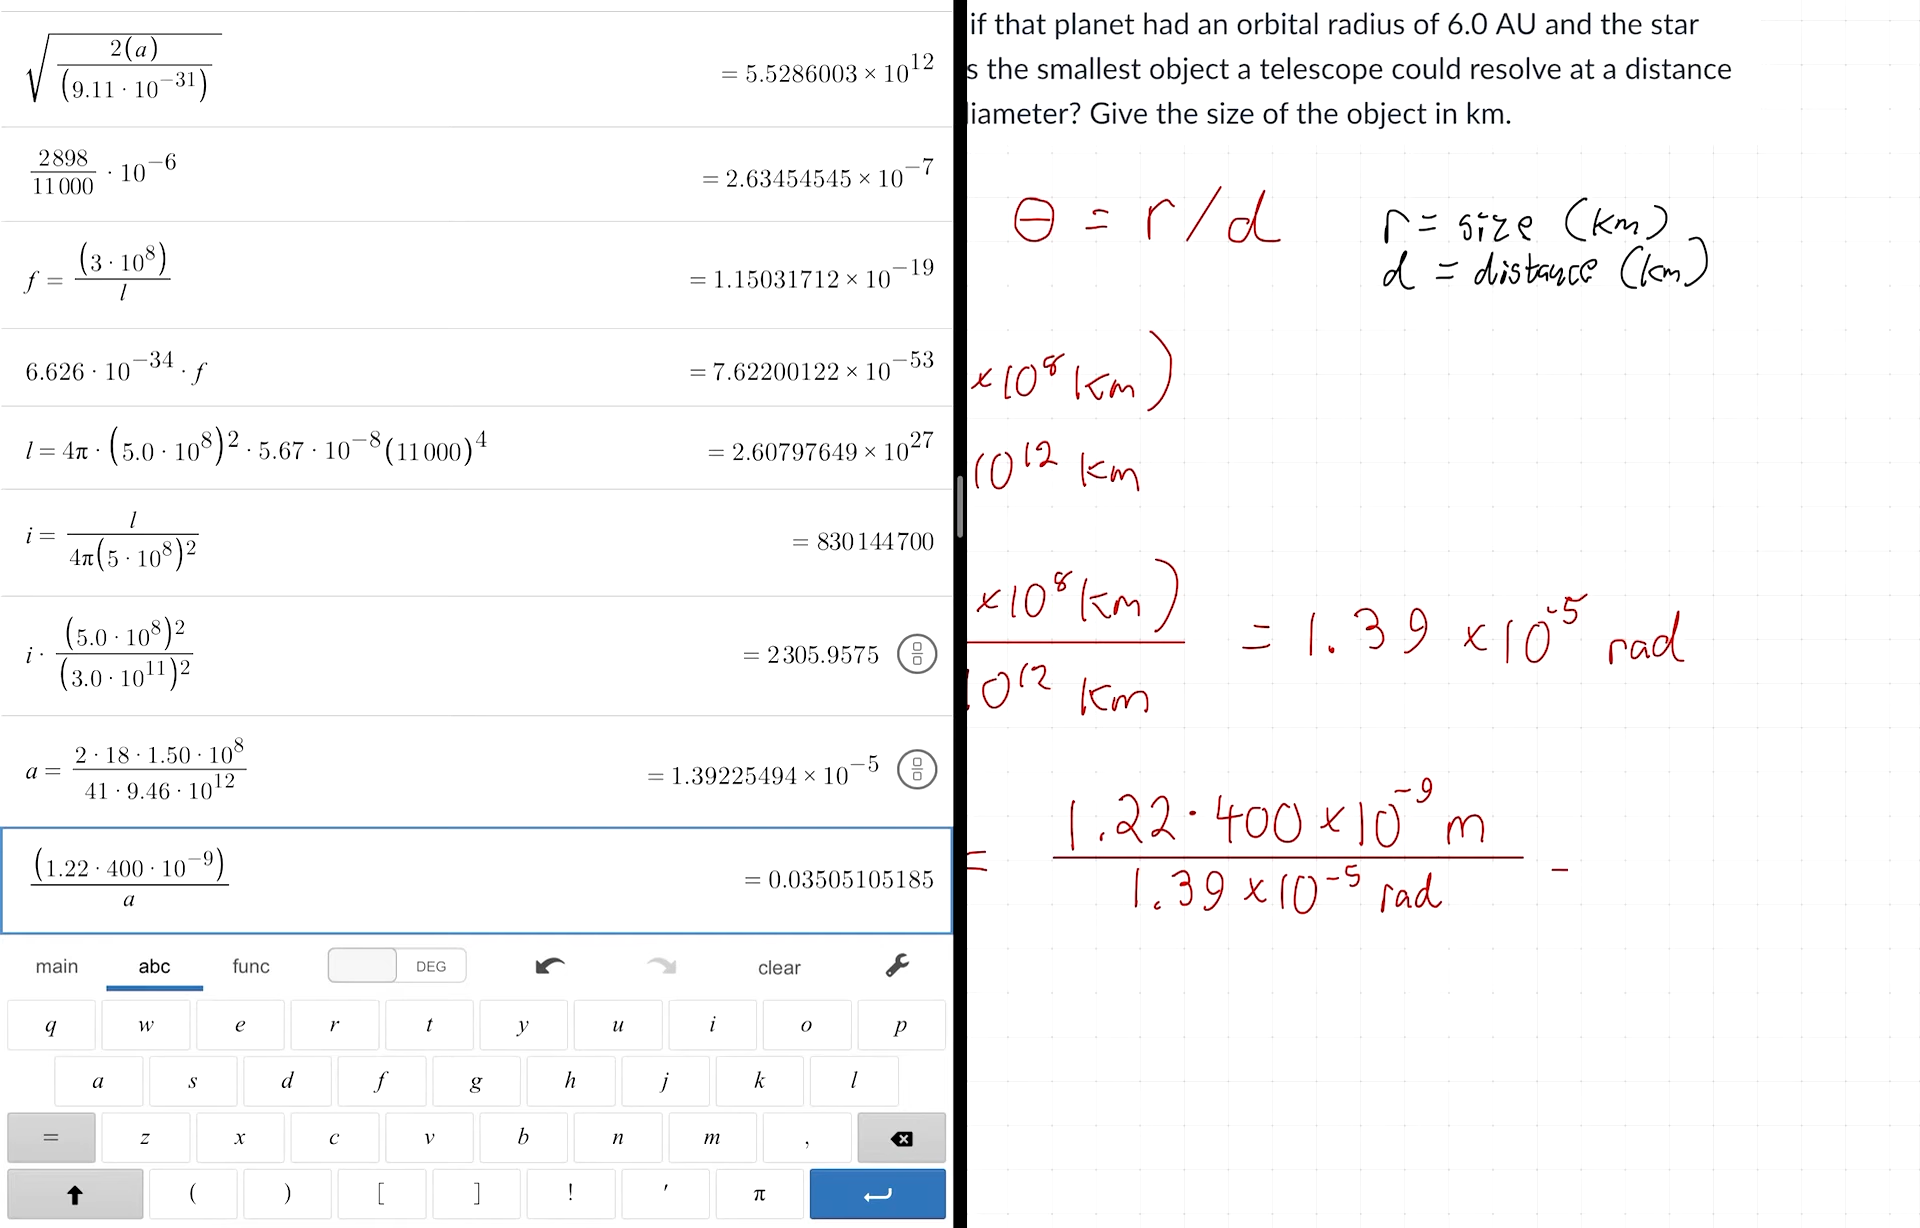 √(2(a)/(9.11 · 10^−31)) = 5.5286003 × 10^12
2898/11000 · 10^−6 = 2.63454545 × 10^−7
f = (3 · 10^8)/l = 1.15031712 × 10^−19
6.626 · 10^−34 · f = 7.62200122 × 10^−53
l = 4π · (5.0 · 10^8)^2 · 5.67 · 10^−8(11000)^4 = 2.60797649 × 10^27
i = l/(4π(5 · 10^8)^2) = 830144700
i · (5.0 · 10^8)^2/(3.0 · 10^11)^2 = 2305.9575
a = (2 · 18 · 1.50 · 10^8)/(41 · 9.46 · 10^12) = 1.39225494 × 10^−5
(1.22 · 400 · 10^−9)/a = 0.03505105185
main abc func DEG clear
q w e r t y u i o p
a s d f g h j k l
= z x c v b n m ,
( ) [ ] ! ' π
if that planet had an orbital radius of 6.0 AU and the star
s the smallest object a telescope could resolve at a distance
iameter? Give the size of the object in km.
θ = r/d
r = size (km)
d = distance (km)
×10^8 km)
10^12 km
×10^8 km)
10^12 km
= 1.39 ×10^-5 rad
= 1.22 · 400 ×10^-9 m
1.39 ×10^-5 rad